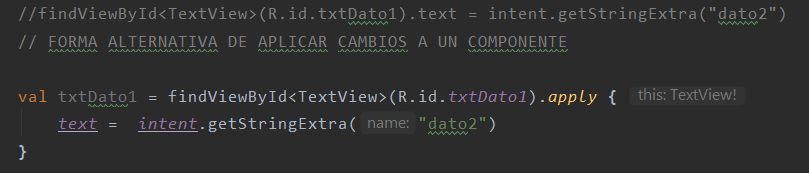 //findViewById<TextView>(R.id.txtDato1).text = intent.getStringExtra("dato2")
// FORMA ALTERNATIVA DE APLICAR CAMBIOS A UN COMPONENTE
val txtDato1 = findViewById<TextView>(R.id.txtDato1).apply { this: TextView!
text =  intent.getStringExtra( name: "dato2")
}